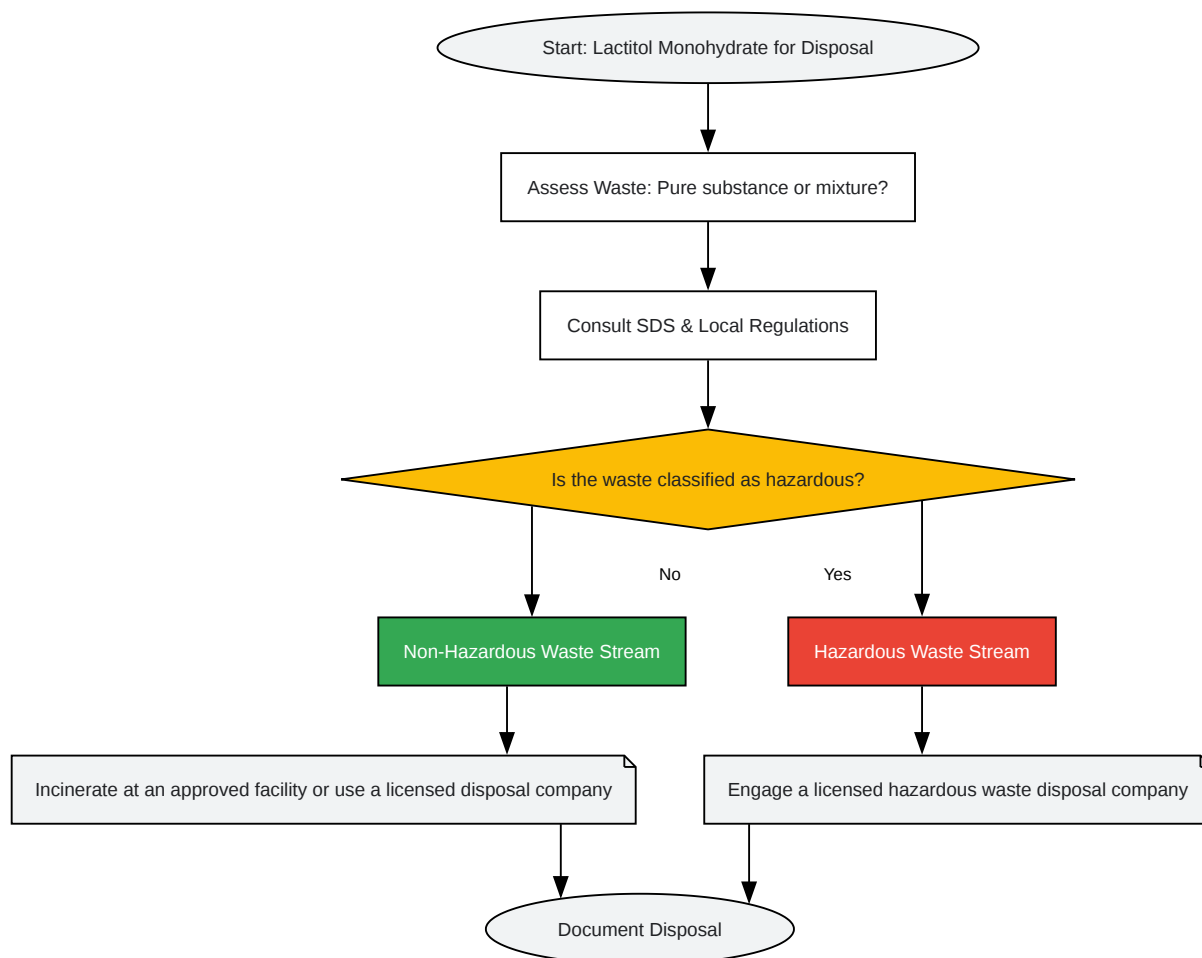 Start: Lactitol Monohydrate for Disposal
Assess Waste: Pure substance or mixture?
Consult SDS & Local Regulations
Is the waste classified as hazardous?
No
Yes
Non-Hazardous Waste Stream
Hazardous Waste Stream
Incinerate at an approved facility or use a licensed disposal company
Engage a licensed hazardous waste disposal company
Document Disposal